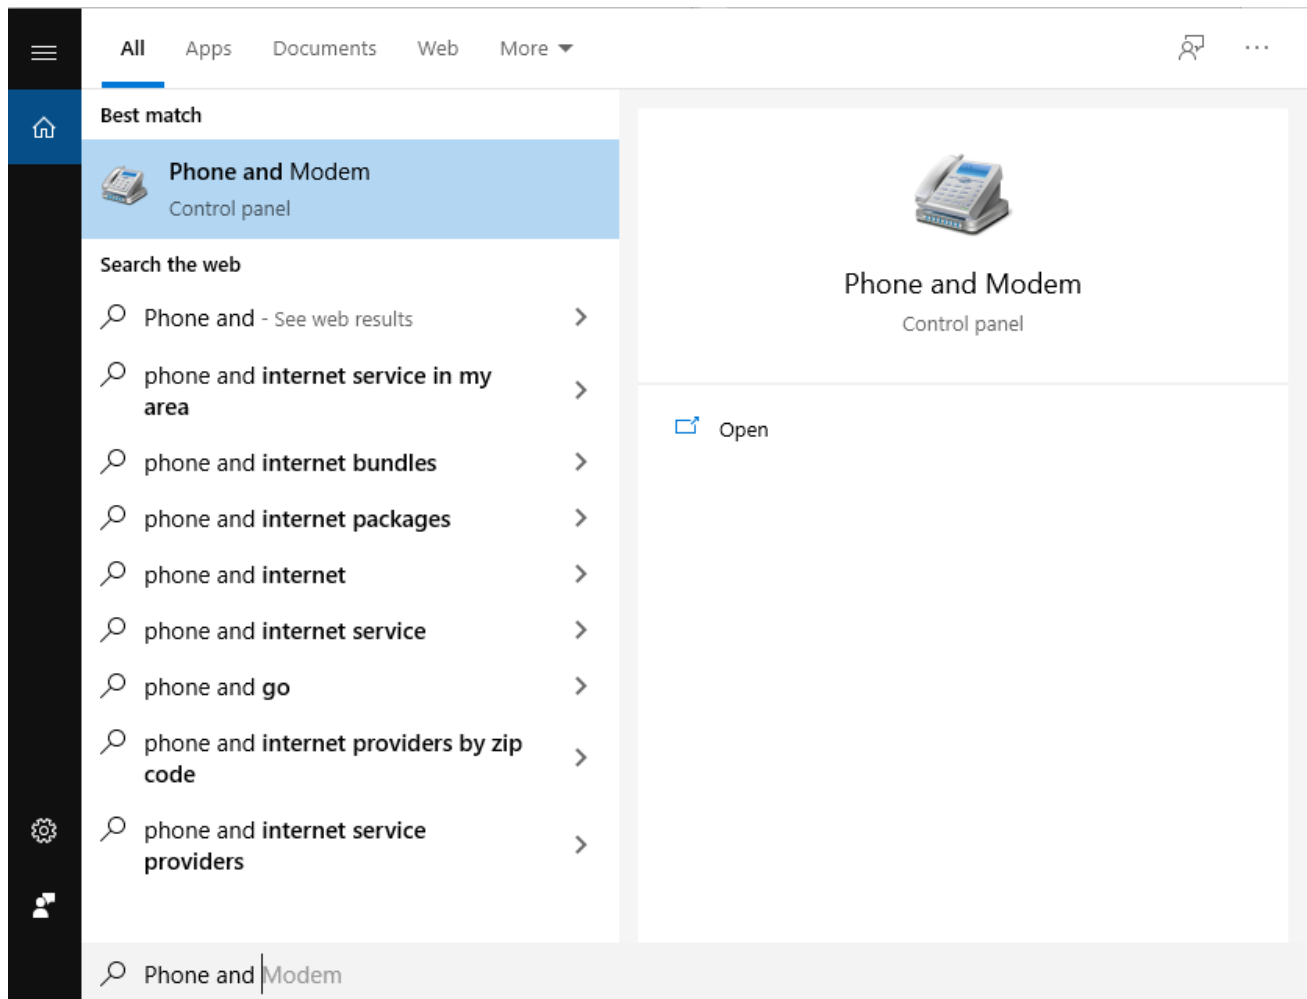 All Apps Documents Web More
Best match
Phone and Modem
Control panel
Search the web
Phone and - See web results
phone and internet service in my
area
phone and internet bundles
phone and internet packages
phone and internet
phone and internet service
phone and go
phone and internet providers by zip
code
phone and internet service
providers
Phone and Modem
Control panel
Open
Phone and Modem